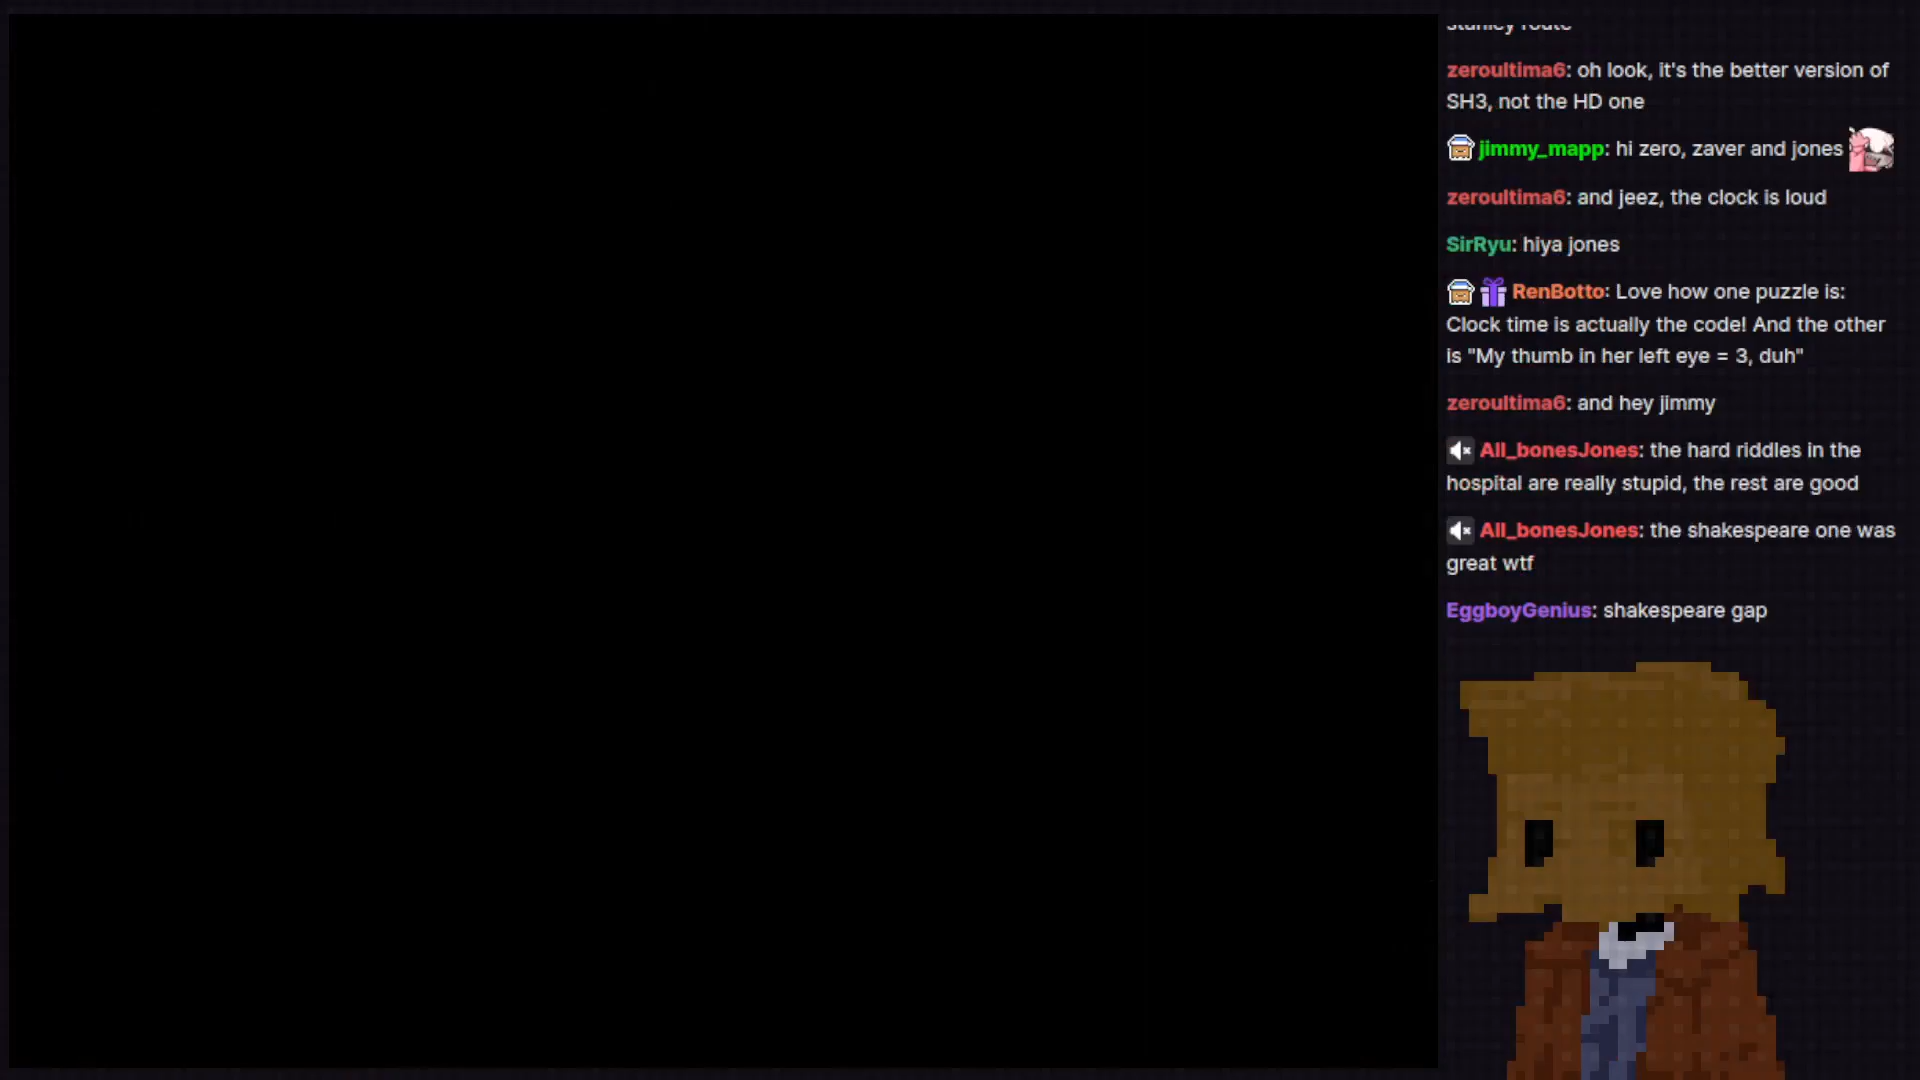 stanley route
zeroultima6: oh look, it's the better version of
SH3, not the HD one
jimmy_mapp: hi zero, zaver and jones
zeroultima6: and jeez, the clock is loud
SirRyu: hiya jones
RenBotto: Love how one puzzle is:
Clock time is actually the code! And the other
is "My thumb in her left eye = 3, duh"
zeroultima6: and hey jimmy
All_bonesJones: the hard riddles in the
hospital are really stupid, the rest are good
All_bonesJones: the shakespeare one was
great wtf
EggboyGenius: shakespeare gap